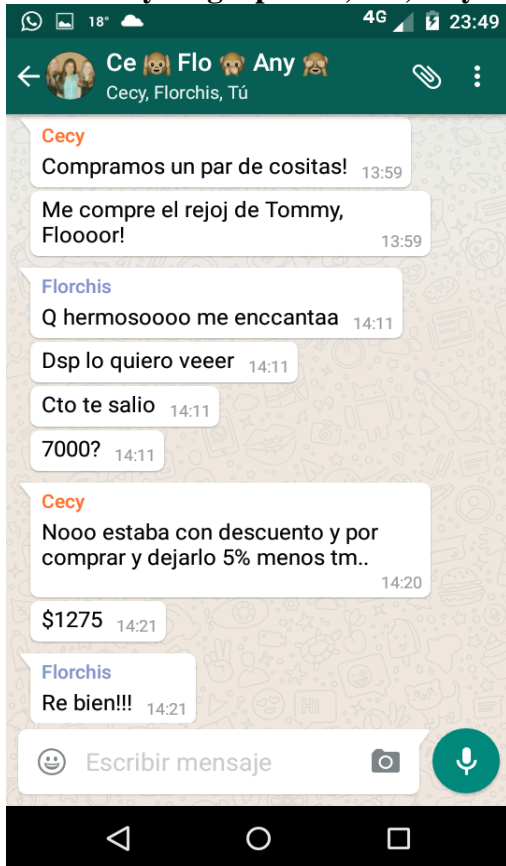 18°
4G
23:49
Ce 🙉 Flo 🙊 Any 🙈
Cecy, Florchis, Tú
Cecy
Compramos un par de cositas! 13:59
Me compre el rejoj de Tommy,
Floooor!
13:59
Florchis
Q hermosoooo me enccantaa 14:11
Dsp lo quiero veeer 14:11
Cto te salio 14:11
7000? 14:11
Cecy
Nooo estaba con descuento y por
comprar y dejarlo 5% menos tm..
14:20
$1275 14:21
Florchis
Re bien!!! 14:21
Escribir mensaje